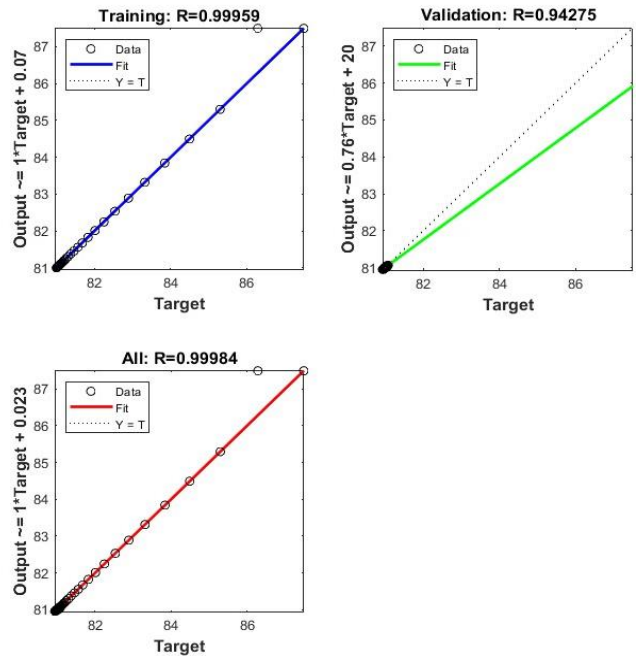 Training: R=0.99959
Output ~= 1*Target + 0.07
87
86
85
84
83
82
81
Data
Fit
Y = T
82 84 86
Target
Validation: R=0.94275
Output ~= 0.76*Target + 20
87
86
85
84
83
82
81
Data
Fit
Y = T
82 84 86
Target
All: R=0.99984
Output ~= 1*Target + 0.023
87
86
85
84
83
82
81
Data
Fit
Y = T
82 84 86
Target